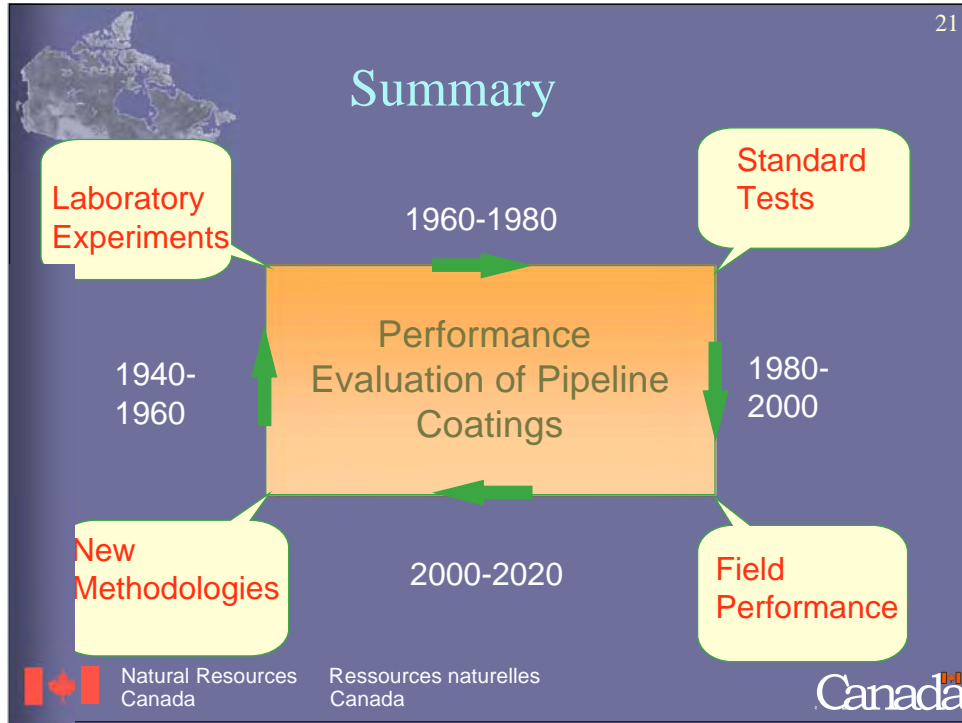 21
Summary
Laboratory
Experiments
1960-1980
Standard
Tests
Performance
Evaluation of Pipeline
Coatings
1940-
1960
1980-
2000
New
Methodologies
2000-2020
Field
Performance
Natural Resources
Canada
Ressources naturelles
Canada
Canada